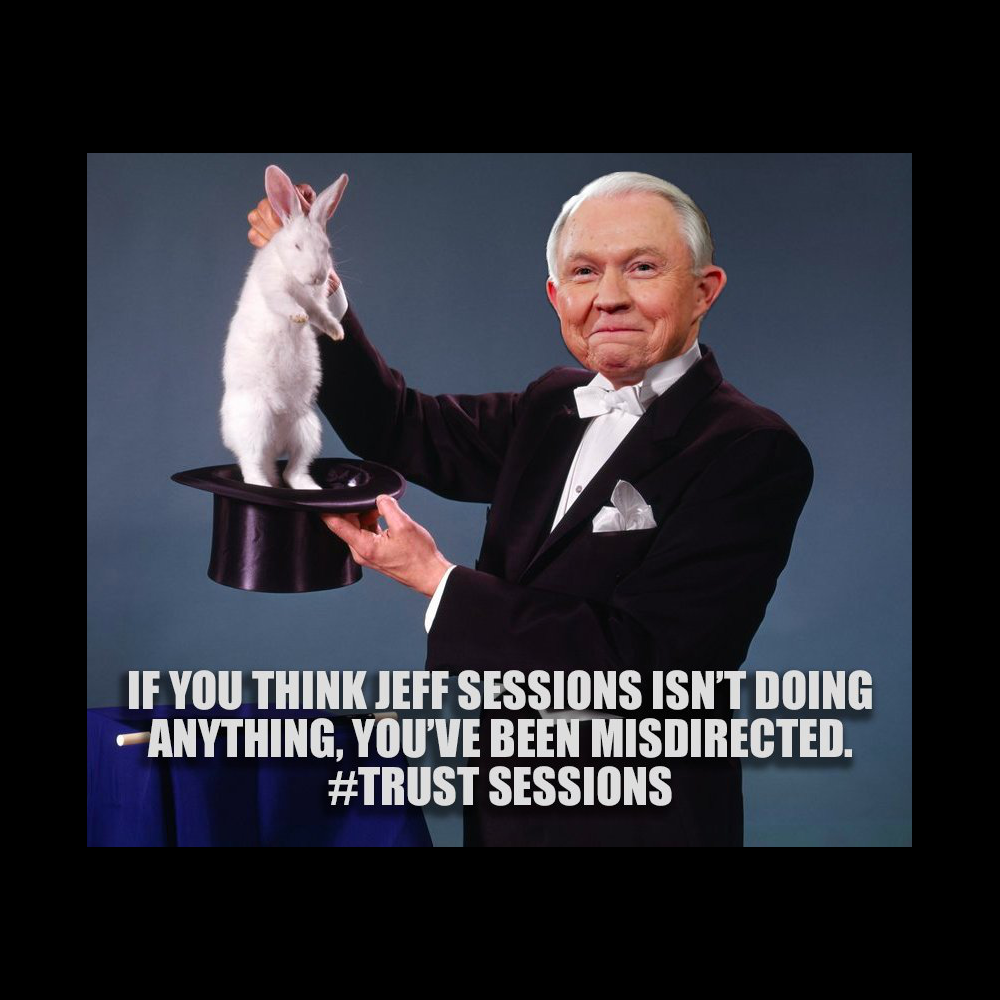 IF YOU THINK JEFF SESSIONS ISN'T DOING
ANYTHING, YOU'VE BEEN MISDIRECTED.
#TRUST SESSIONS